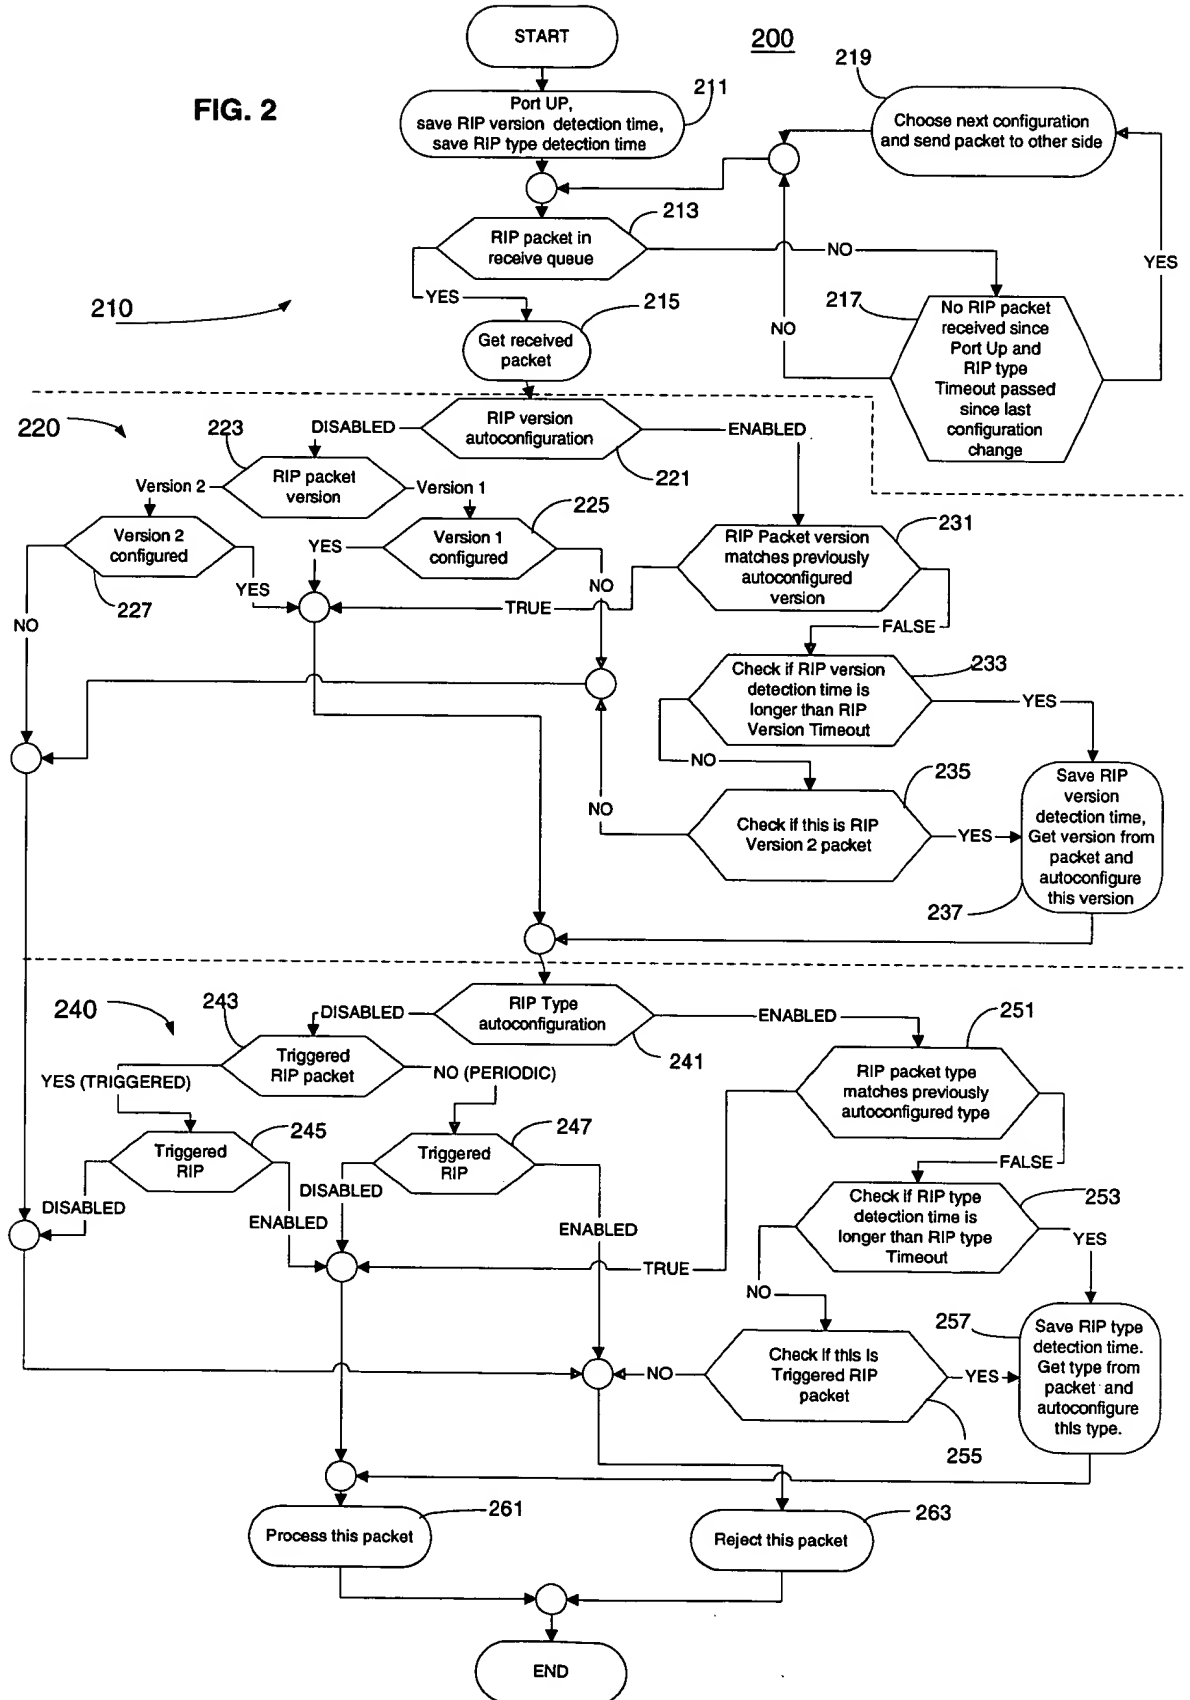 START
200
219
FIG. 2
211
Port UP,
save RIP version detection time,
save RIP type detection time
Choose next configuration
and send packet to other side
213
RIP packet in
receive queue
NO
YES
YES
210
215
217
No RIP packet
received since
Port Up and
RIP type
Timeout passed
since last
configuration
change
NO
Get received
packet
220
223
DISABLED
RIP version
autoconfiguration
ENABLED
221
Version 2
RIP packet
version
Version 1
225
231
Version 2
configured
YES
Version 1
configured
RIP Packet version
matches previously
autoconfigured
version
227
YES
NO
TRUE
NO
FALSE
233
Check if RIP version
detection time is
longer than RIP
Version Timeout
YES
NO
235
NO
Check if this is RIP
Version 2 packet
YES
Save RIP
version
detection time,
Get version from
packet and
autoconfigure
this version
237
240
243
DISABLED
RIP Type
autoconfiguration
ENABLED
251
241
Triggered
RIP packet
YES (TRIGGERED)
NO (PERIODIC)
RIP packet type
matches previously
autoconfigured type
245
247
Triggered
RIP
Triggered
RIP
FALSE
DISABLED
DISABLED
ENABLED
ENABLED
Check if RIP type
detection time is
longer than RIP type
Timeout
253
YES
TRUE
NO
257
Save RIP type
detection time.
Get type from
packet and
autoconfigure
this type.
NO
Check if this is
Triggered RIP
packet
YES
255
261
Process this packet
263
Reject this packet
END